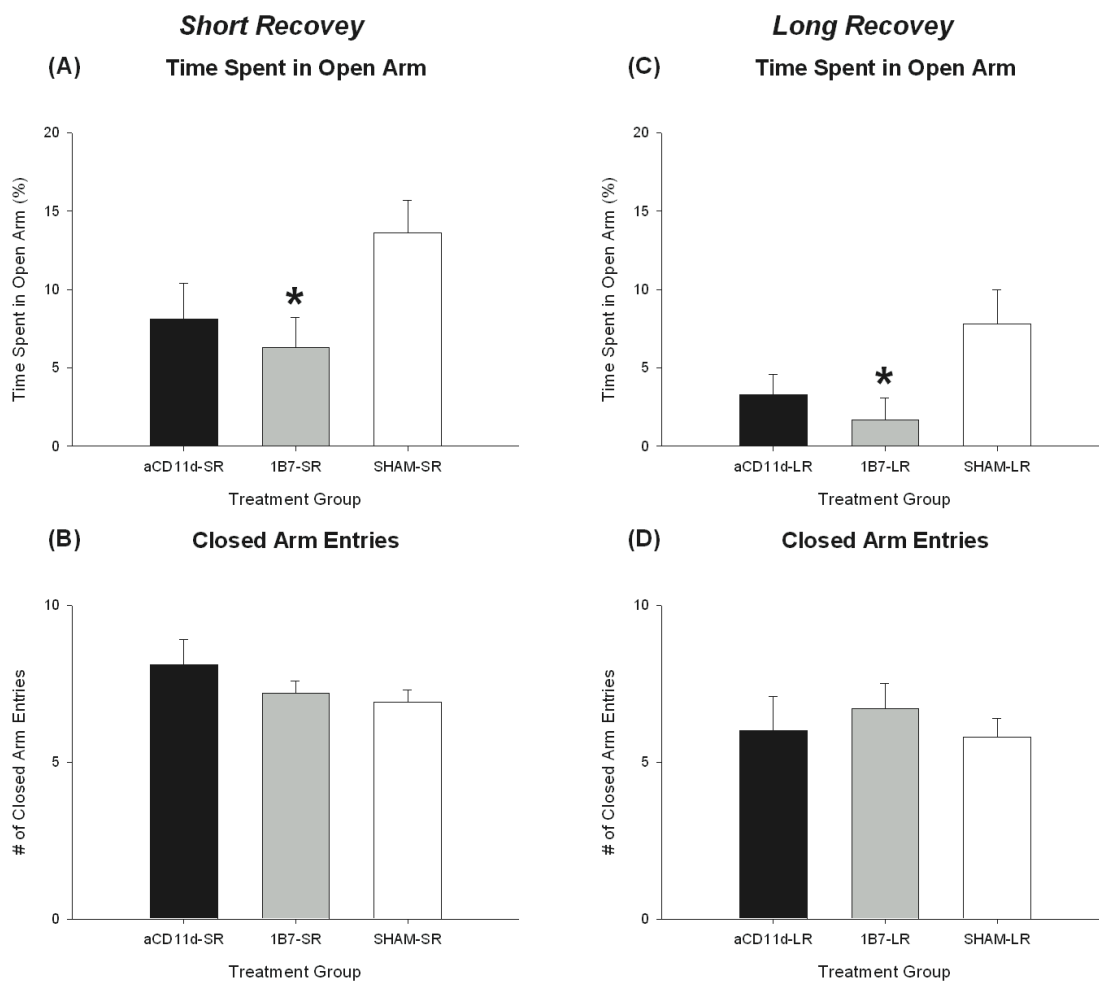 Short Recovey
(A) Time Spent in Open Arm
Time Spent in Open Arm (%)
20
15
10
5
0
*
aCD11d-SR 1B7-SR SHAM-SR
Treatment Group
(B) Closed Arm Entries
# of Closed Arm Entries
10
5
0
aCD11d-SR 1B7-SR SHAM-SR
Treatment Group
Long Recovey
(C) Time Spent in Open Arm
Time Spent in Open Arm (%)
20
15
10
5
0
*
aCD11d-LR 1B7-LR SHAM-LR
Treatment Group
(D) Closed Arm Entries
# of Closed Arm Entries
10
5
0
aCD11d-LR 1B7-LR SHAM-LR
Treatment Group